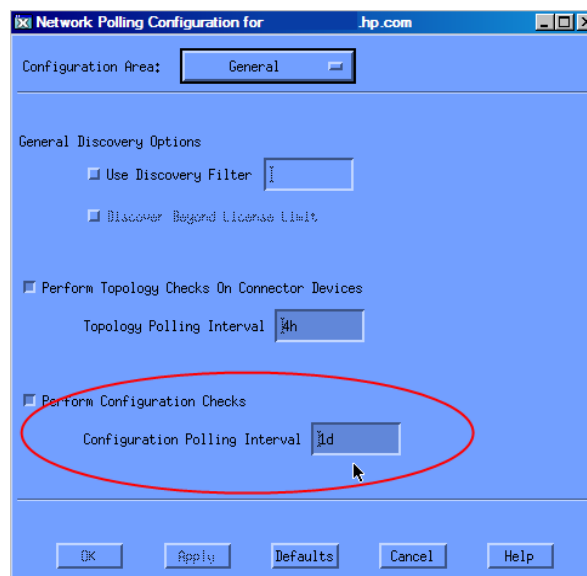 Network Polling Configuration for .hp.com
Configuration Area: General
General Discovery Options
Use Discovery Filter
Discover Beyond License Limit
Perform Topology Checks On Connector Devices
Topology Polling Interval 4h
Perform Configuration Checks
Configuration Polling Interval 1d
OK Apply Defaults Cancel Help